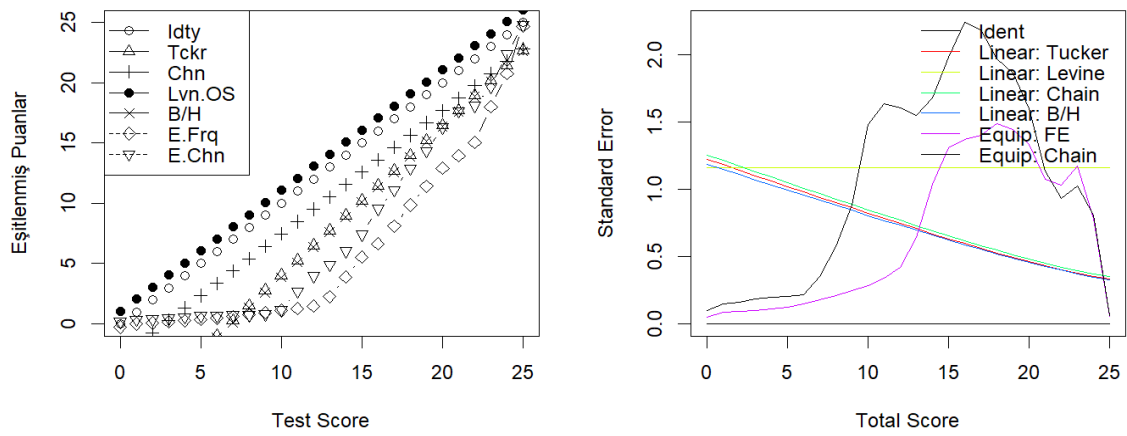 Idty
Tckr
Chn
Lvn.OS
B/H
E.Frq
E.Chn
Eşitlenmiş Puanlar
0 5 10 15 20 25
0 5 10 15 20 25
Test Score
Ident
Linear: Tucker
Linear: Levine
Linear: Chain
Linear: B/H
Equip: FE
Equip: Chain
Standard Error
0.0 0.5 1.0 1.5 2.0
0 5 10 15 20 25
Total Score